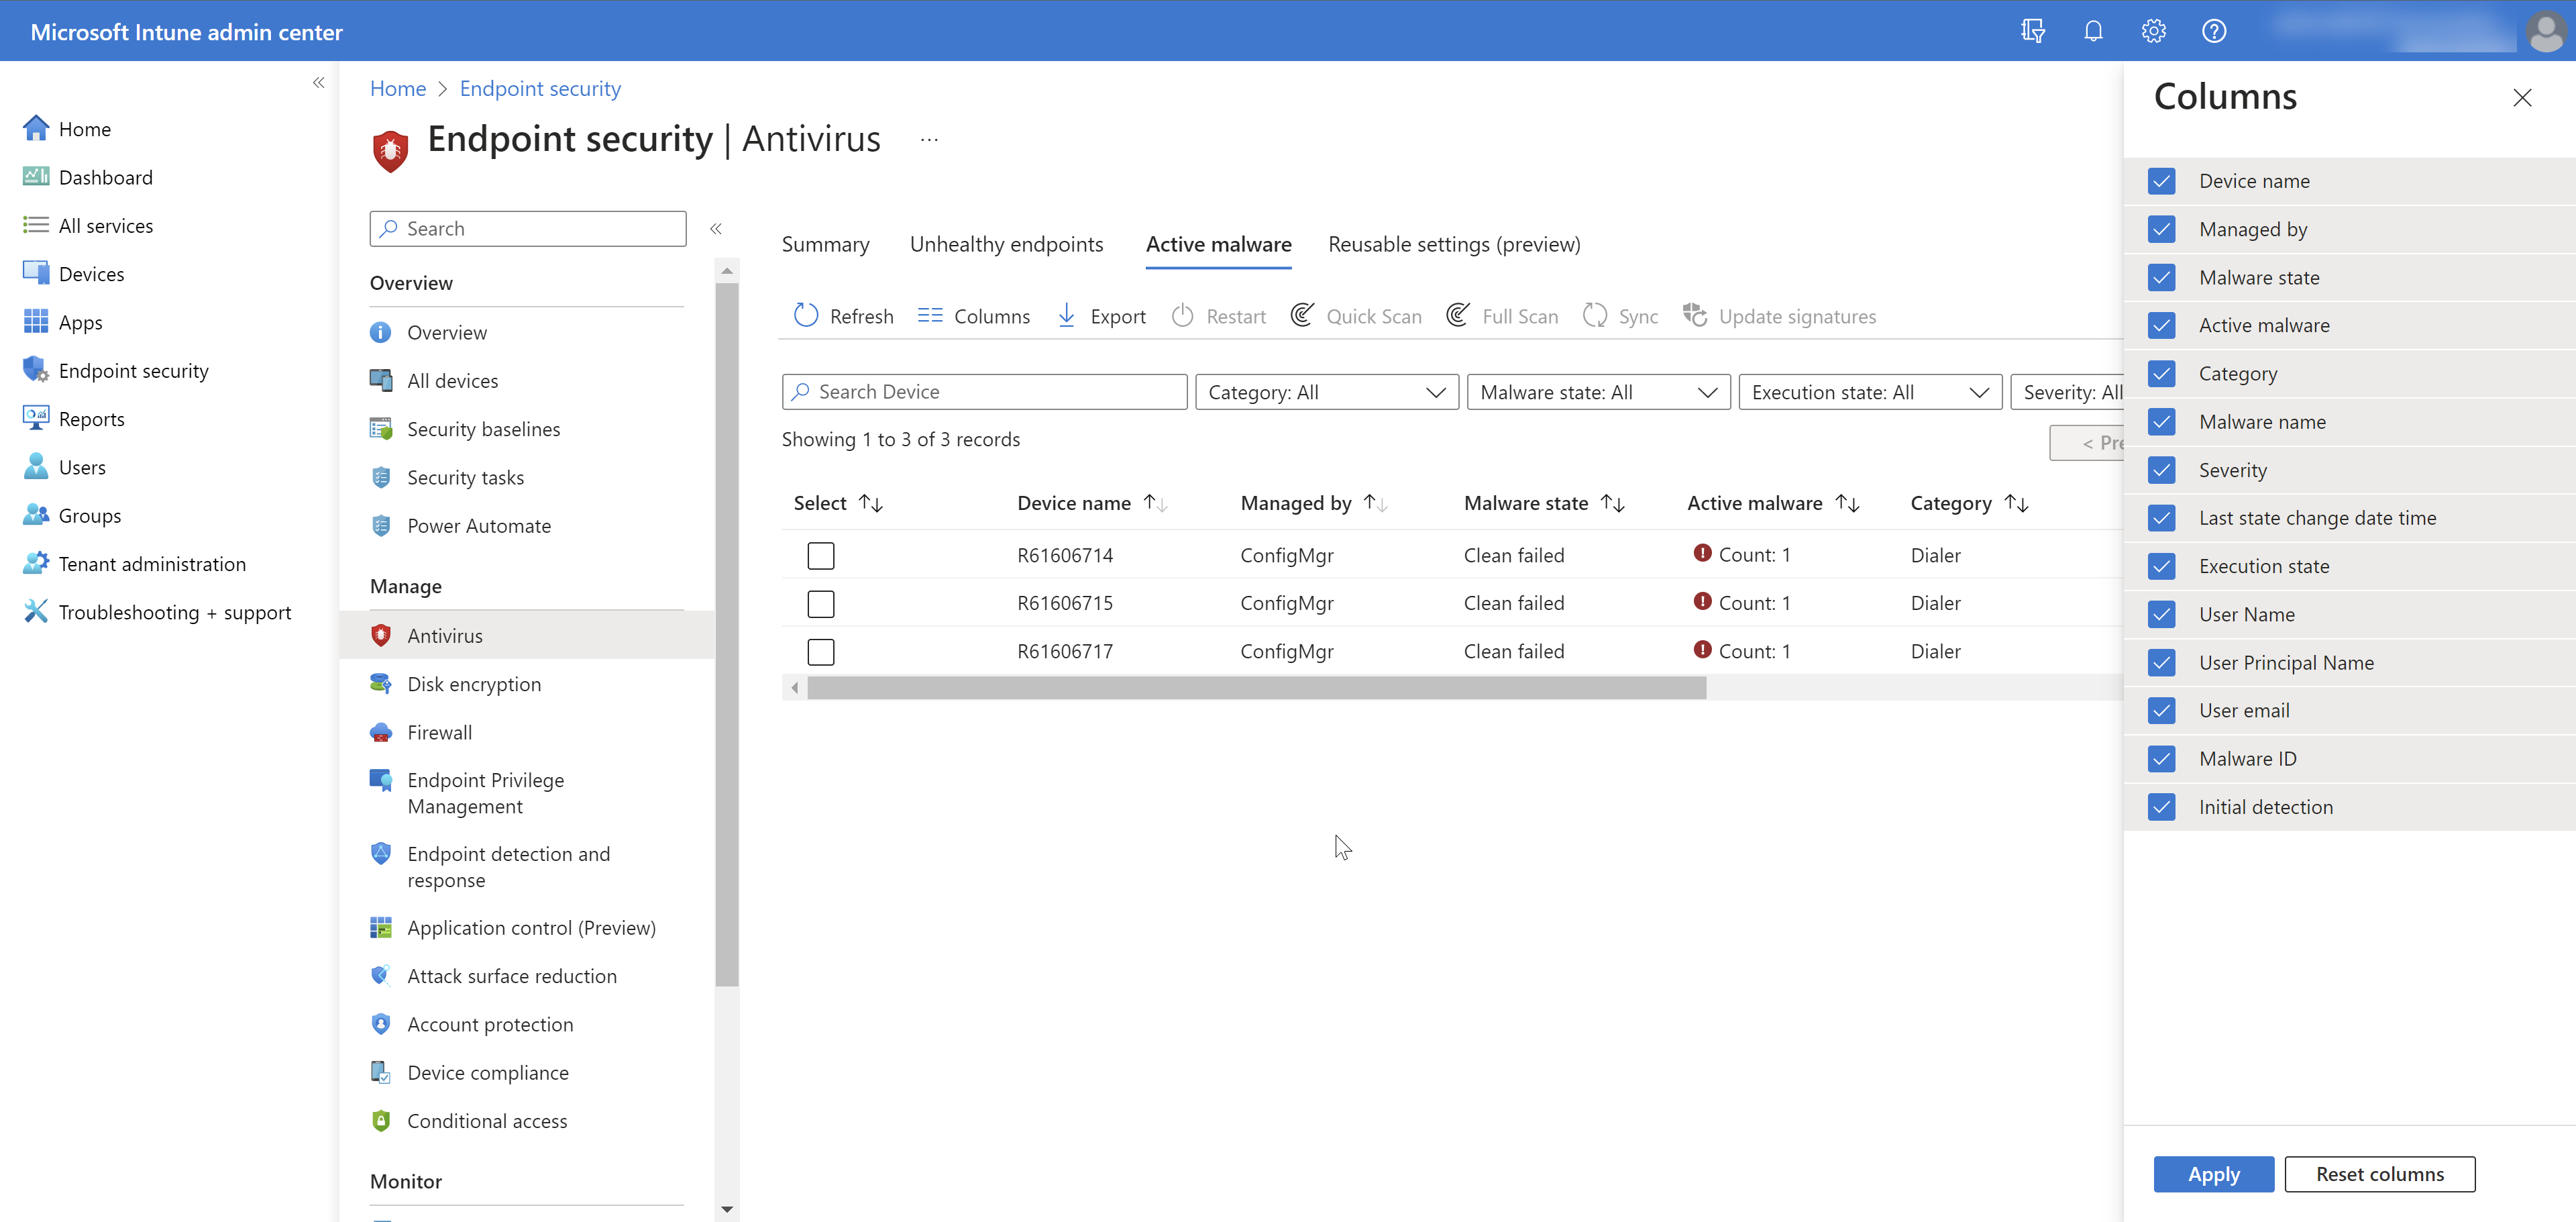 Microsoft Intune admin center
Home
Dashboard
All services
Devices
Apps
Endpoint security
Reports
Users
Groups
Tenant administration
Troubleshooting + support
Home > Endpoint security
Endpoint security | Antivirus ...
Search
Overview
Overview
All devices
Security baselines
Security tasks
Power Automate
Manage
Antivirus
Disk encryption
Firewall
Endpoint Privilege
Management
Endpoint detection and
response
Application control (Preview)
Attack surface reduction
Account protection
Device compliance
Conditional access
Monitor
Summary Unhealthy endpoints Active malware Reusable settings (preview)
Refresh Columns Export Restart Quick Scan Full Scan Sync Update signatures
Search Device Category: All Malware state: All Execution state: All Severity: All
Showing 1 to 3 of 3 records
< Pre
Select Device name Managed by Malware state Active malware Category
R61606714 ConfigMgr Clean failed Count: 1 Dialer
R61606715 ConfigMgr Clean failed Count: 1 Dialer
R61606717 ConfigMgr Clean failed Count: 1 Dialer
Columns
Device name
Managed by
Malware state
Active malware
Category
Malware name
Severity
Last state change date time
Execution state
User Name
User Principal Name
User email
Malware ID
Initial detection
Apply Reset columns